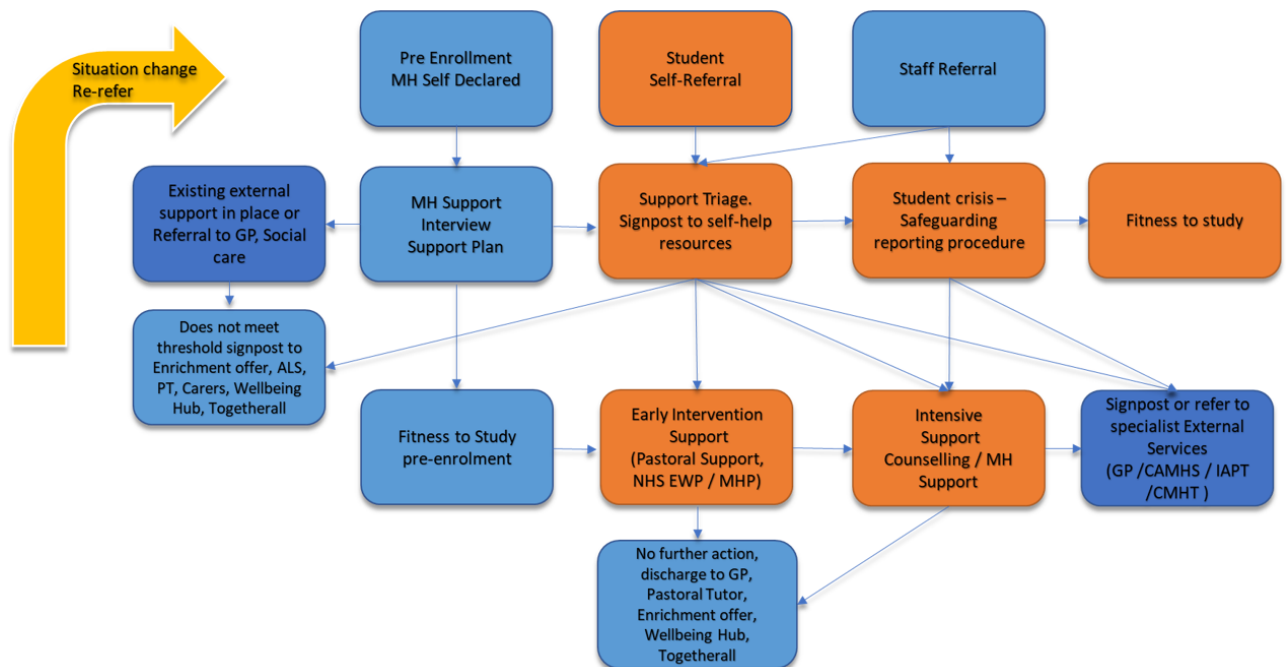 Situation change
Re-refer
Pre Enrollment
MH Self Declared
Student
Self-Referral
Staff Referral
Existing external
support in place or
Referral to GP, Social
care
MH Support
Interview
Support Plan
Support Triage.
Signpost to self-help
resources
Student crisis –
Safeguarding
reporting procedure
Fitness to study
Does not meet
threshold signpost to
Enrichment offer, ALS,
PT, Carers, Wellbeing
Hub, Togetherall
Fitness to Study
pre-enrolment
Early Intervention
Support
(Pastoral Support,
NHS EWP / MHP)
Intensive
Support
Counselling / MH
Support
Signpost or refer to
specialist External
Services
(GP /CAMHS / IAPT
/CMHT )
No further action,
discharge to GP,
Pastoral Tutor,
Enrichment offer,
Wellbeing Hub,
Togetherall